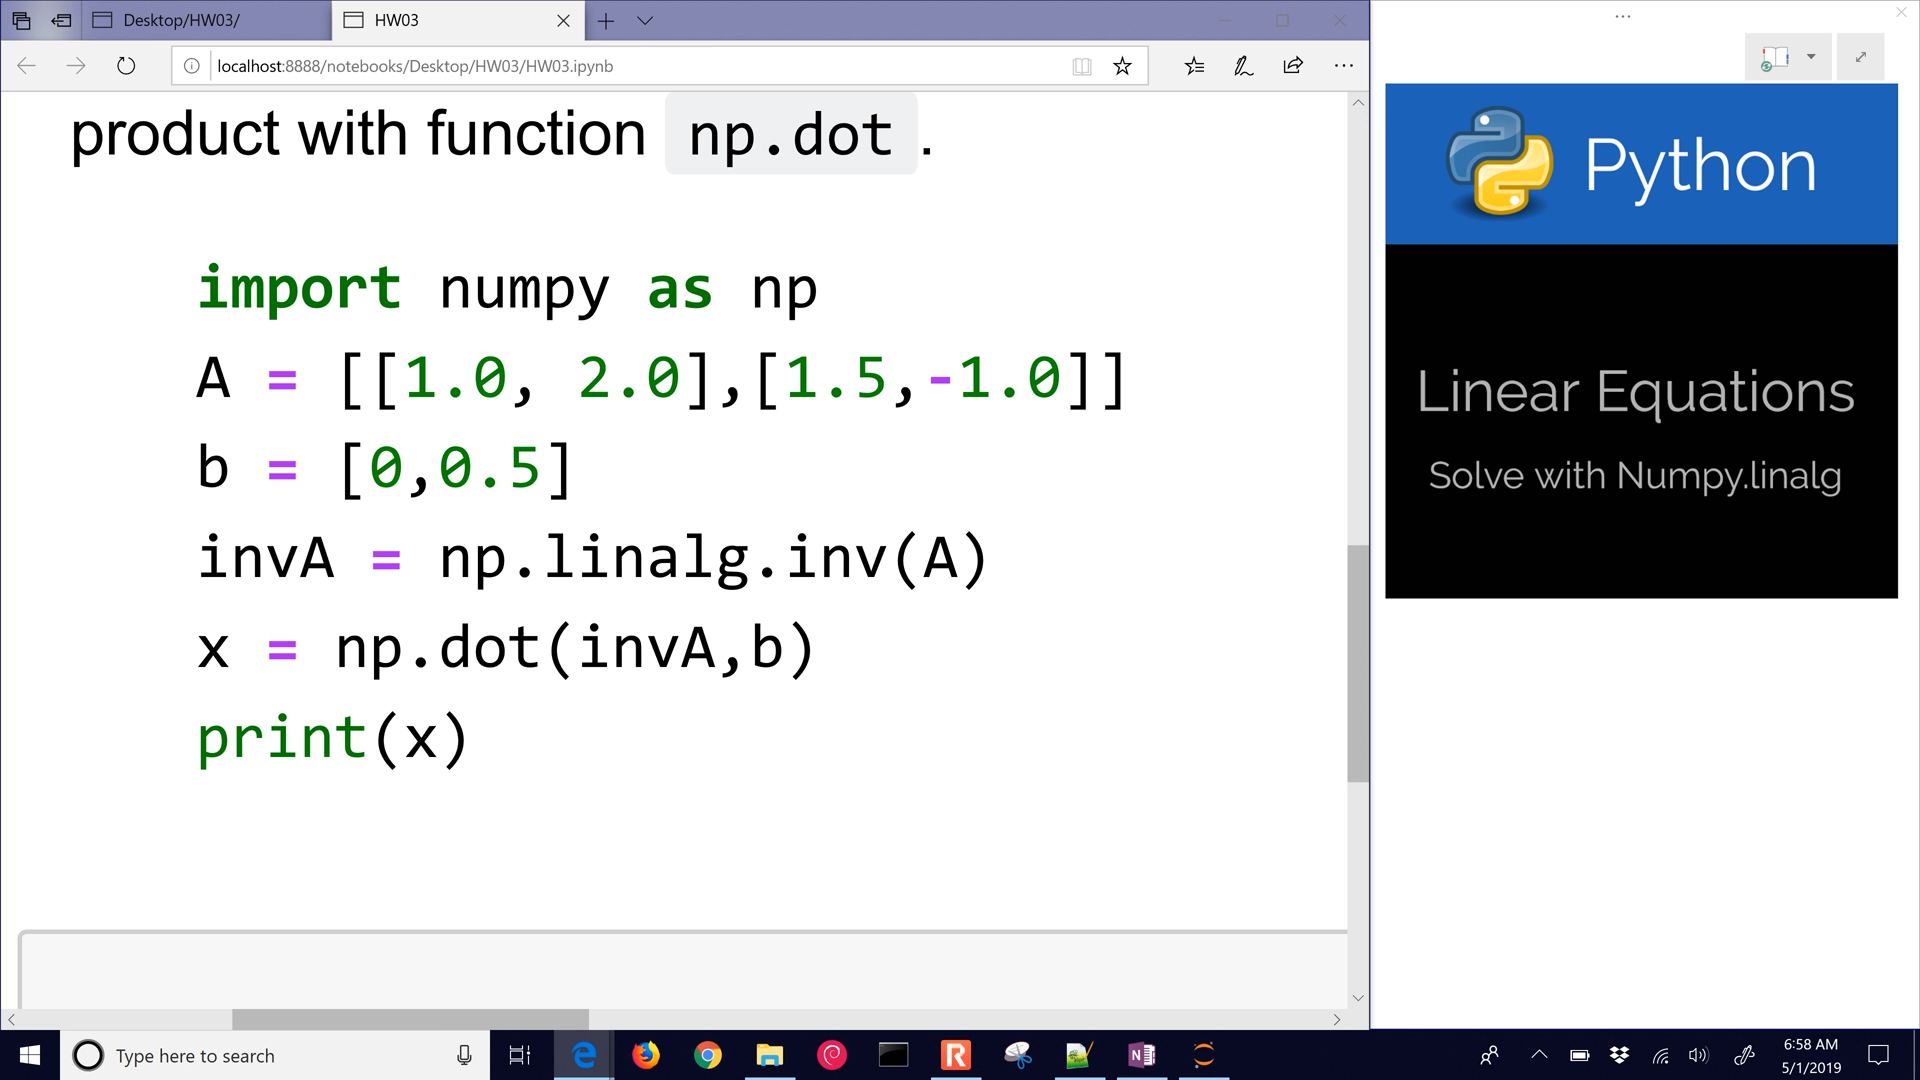 Desktop/HW03/
HW03
localhost:8888/notebooks/Desktop/HW03/HW03.ipynb
product with function np.dot .
import numpy as np
A = [[1.0, 2.0],[1.5,-1.0]]
b = [0,0.5]
invA = np.linalg.inv(A)
x = np.dot(invA,b)
print(x)
Python
Linear Equations
Solve with Numpy.linalg
Type here to search
6:58 AM
5/1/2019